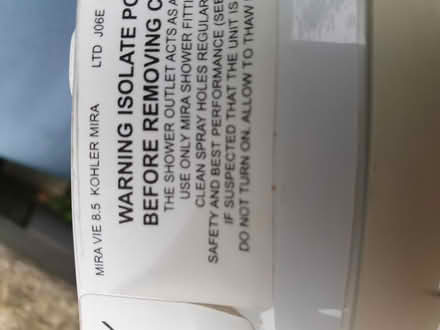 MIRA VIE 8.5 KOHLER MIRA LTD J06E
WARNING ISOLATE
BEFORE REMOVING
THE SHOWER OUTLET ACTS AS A
USE ONLY MIRA SHOWER
CLEAN SPRAY HOLES
SAFETY AND BEST PERFORMANCE (SEE
IF SUSPECTED THAT THE UNIT IS
DO NOT TURN ON. ALLOW TO THAW